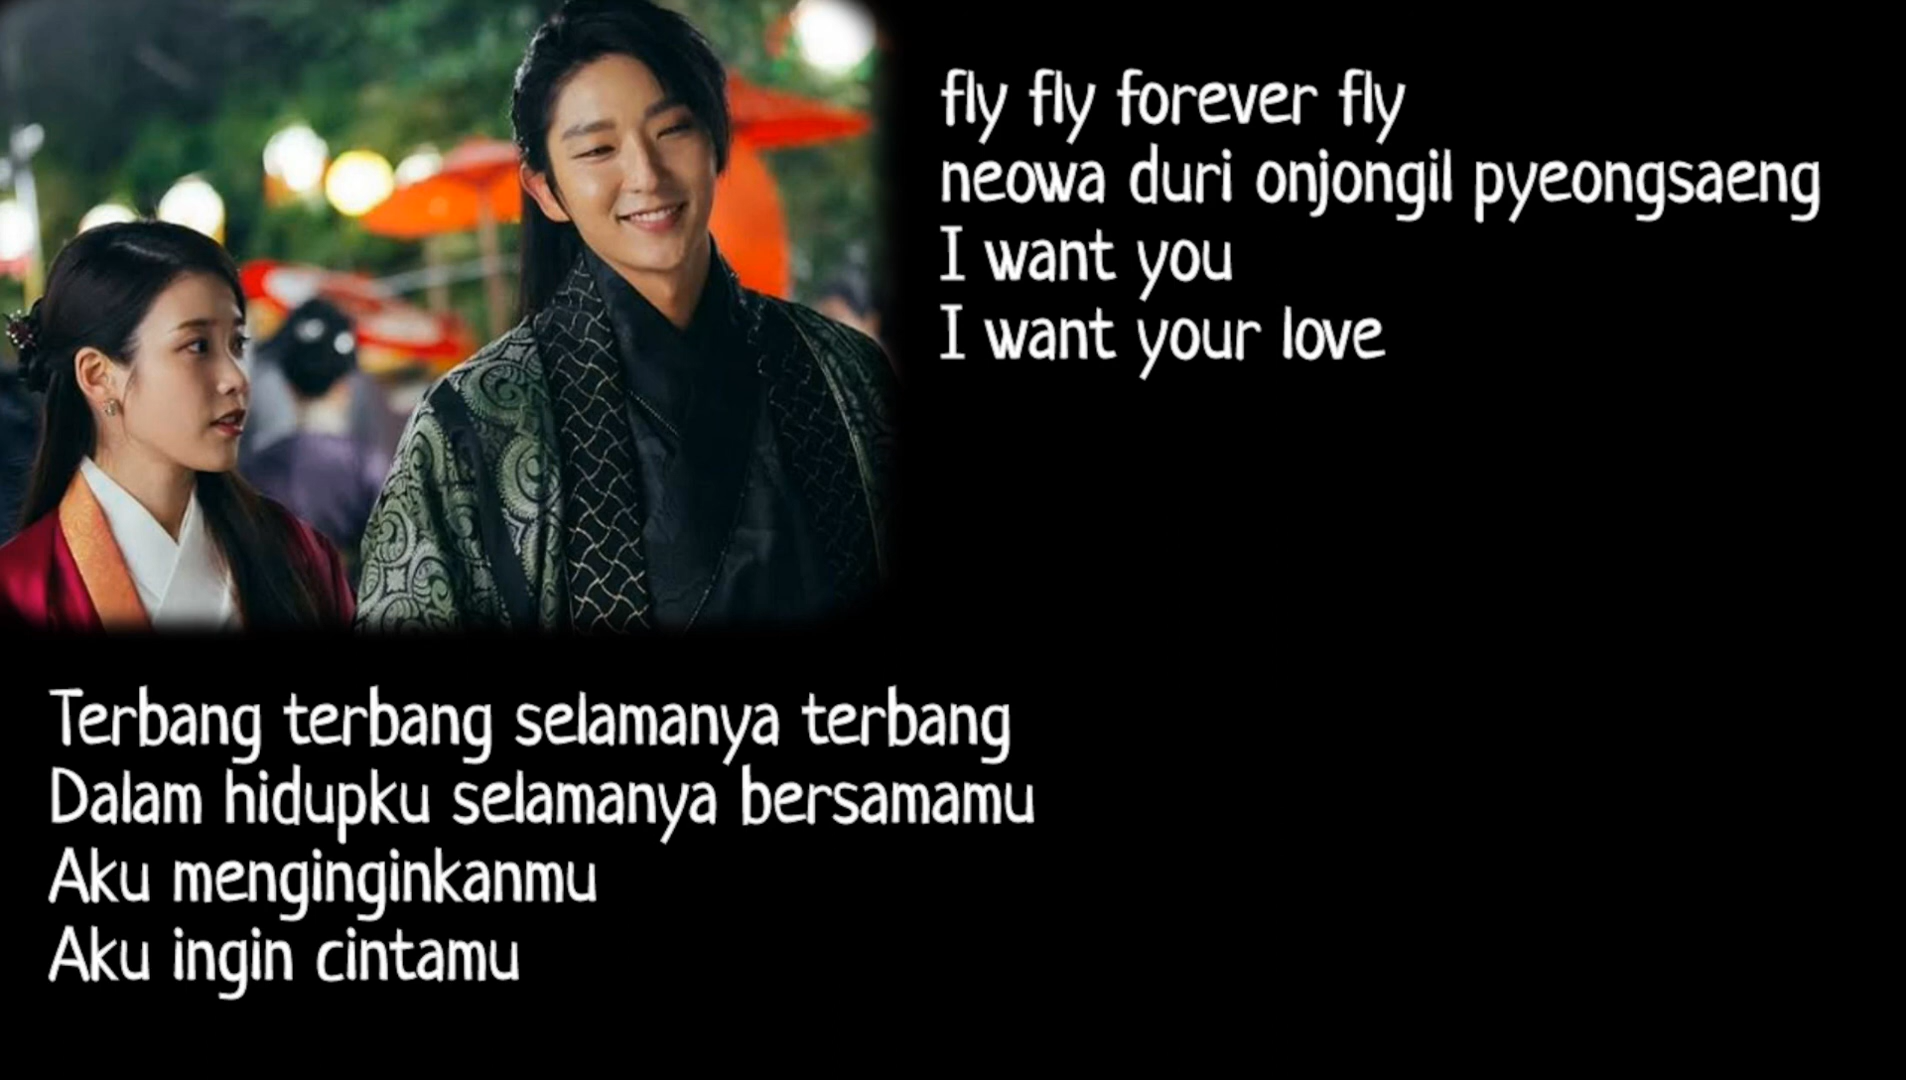 fly fly forever fly
neowa duri onjongil pyeongsaeng
I want you
I want your love
Terbang terbang selamanya terbang
Dalam hidupku selamanya bersamamu
Aku menginginkanmu
Aku ingin cintamu